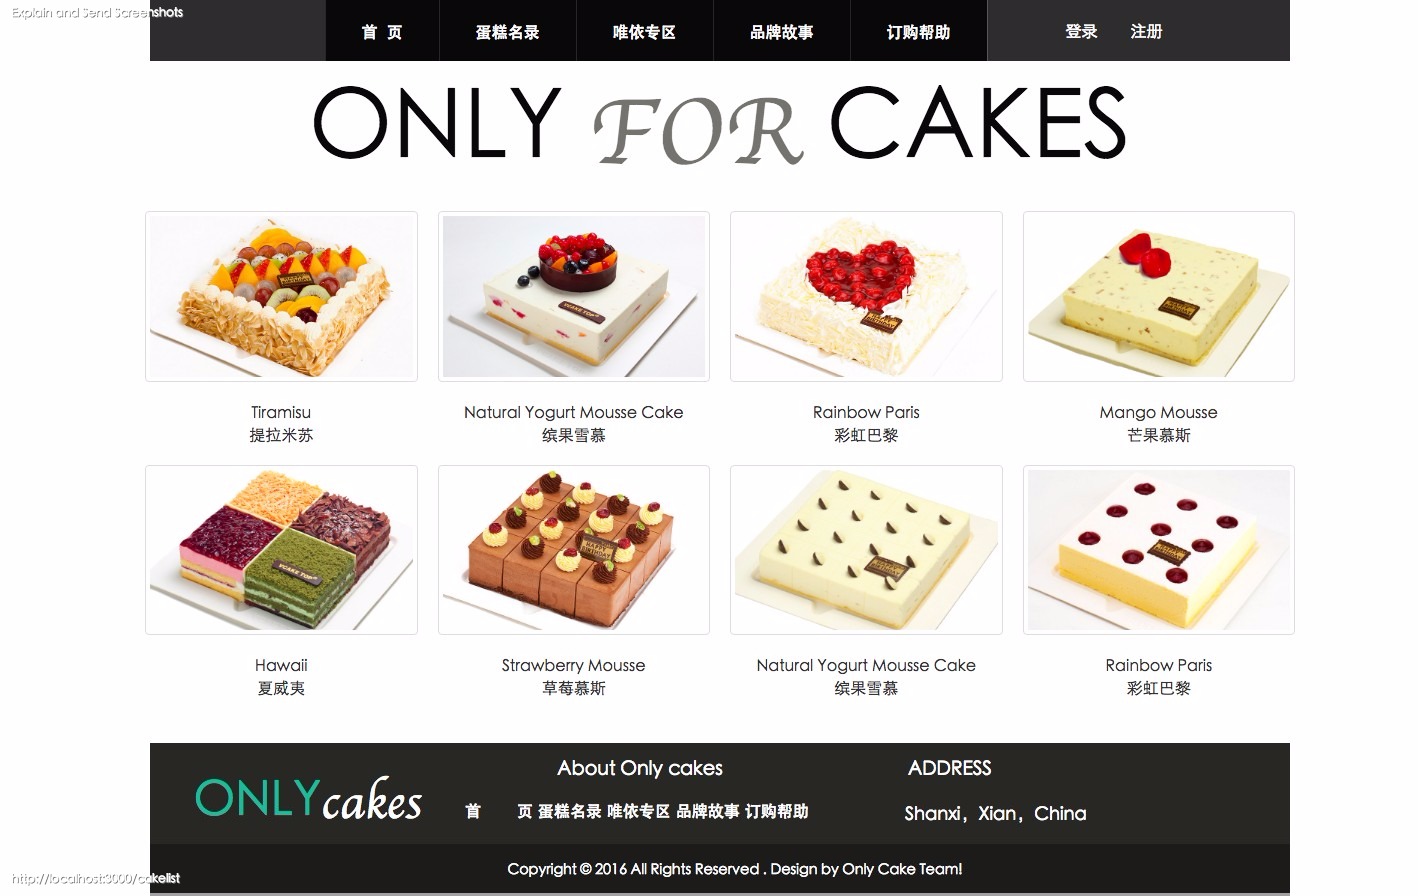 Explain and Send Screenshots
首 页 蛋糕名录 唯依专区 品牌故事 订购帮助 登录 注册
ONLY FOR CAKES
Tiramisu
提拉米苏
Natural Yogurt Mousse Cake
缤果雪慕
Rainbow Paris
彩虹巴黎
Mango Mousse
芒果慕斯
VCAKE TOP
Hawaii
夏威夷
Strawberry Mousse
草莓慕斯
Natural Yogurt Mousse Cake
缤果雪慕
Rainbow Paris
彩虹巴黎
ONLY cakes
About Only cakes
首 页 蛋糕名录 唯依专区 品牌故事 订购帮助
ADDRESS
Shanxi，Xian，China
Copyright © 2016 All Rights Reserved . Design by Only Cake Team!
http://localhost:3000/cakelist